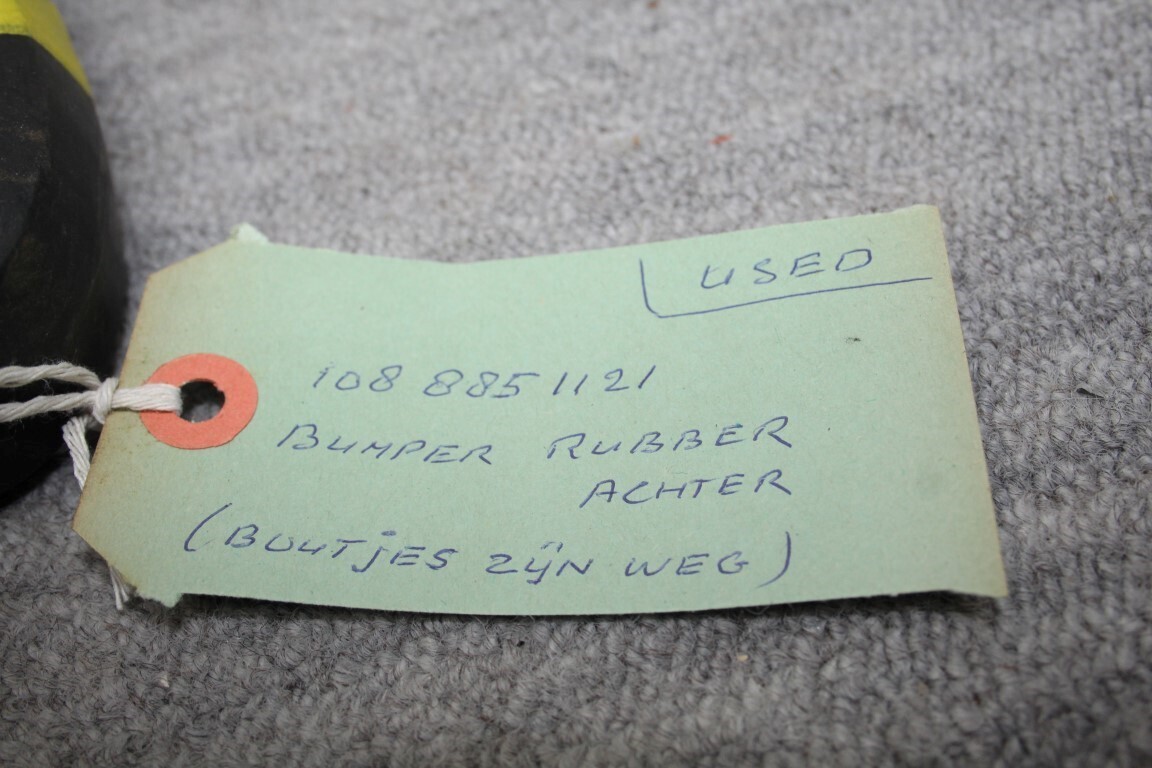 USED
108 885 1121
BUMPER RUBBER
ACHTER
(BOUTjES ZIJN WEG)